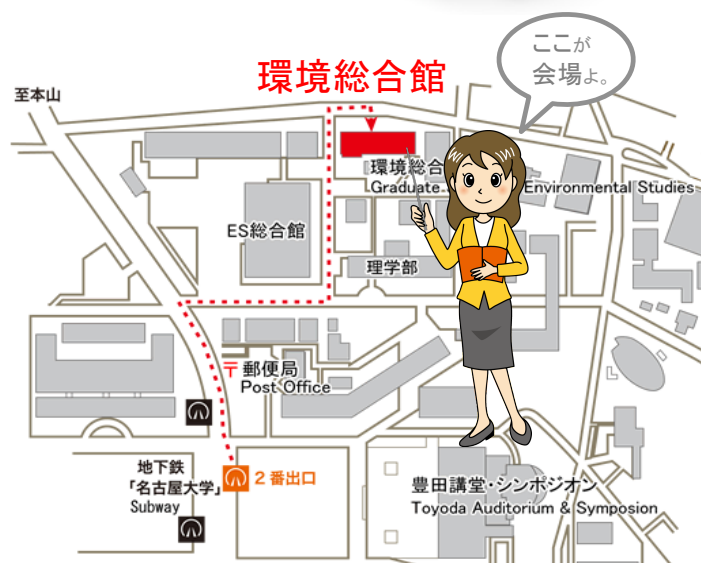 ここが
会場よ。
環境総合館
至本山
環境総合
Graduate
Environmental Studies
ES総合館
理学部
〒郵便局
Post Office
地下鉄
「名古屋大学」
Subway
2番出口
豊田講堂・シンポジオン
Toyoda Auditorium & Symposion